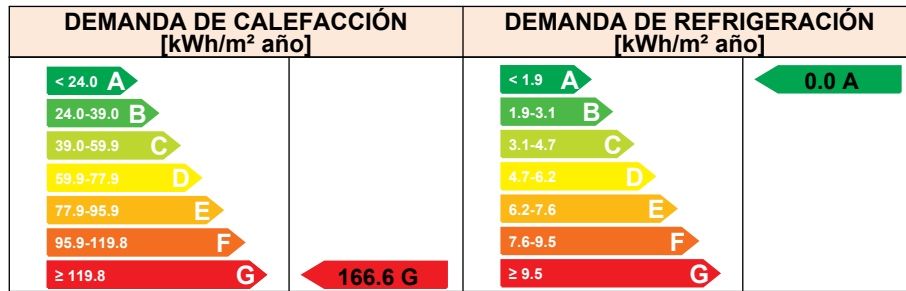 DEMANDA DE CALEFACCIÓN
[kWh/m² año]
< 24.0 A
24.0-39.0 B
39.0-59.9 C
59.9-77.9 D
77.9-95.9 E
95.9-119.8 F
≥ 119.8 G
166.6 G
DEMANDA DE REFRIGERACIÓN
[kWh/m² año]
< 1.9 A
0.0 A
1.9-3.1 B
3.1-4.7 C
4.7-6.2 D
6.2-7.6 E
7.6-9.5 F
≥ 9.5 G